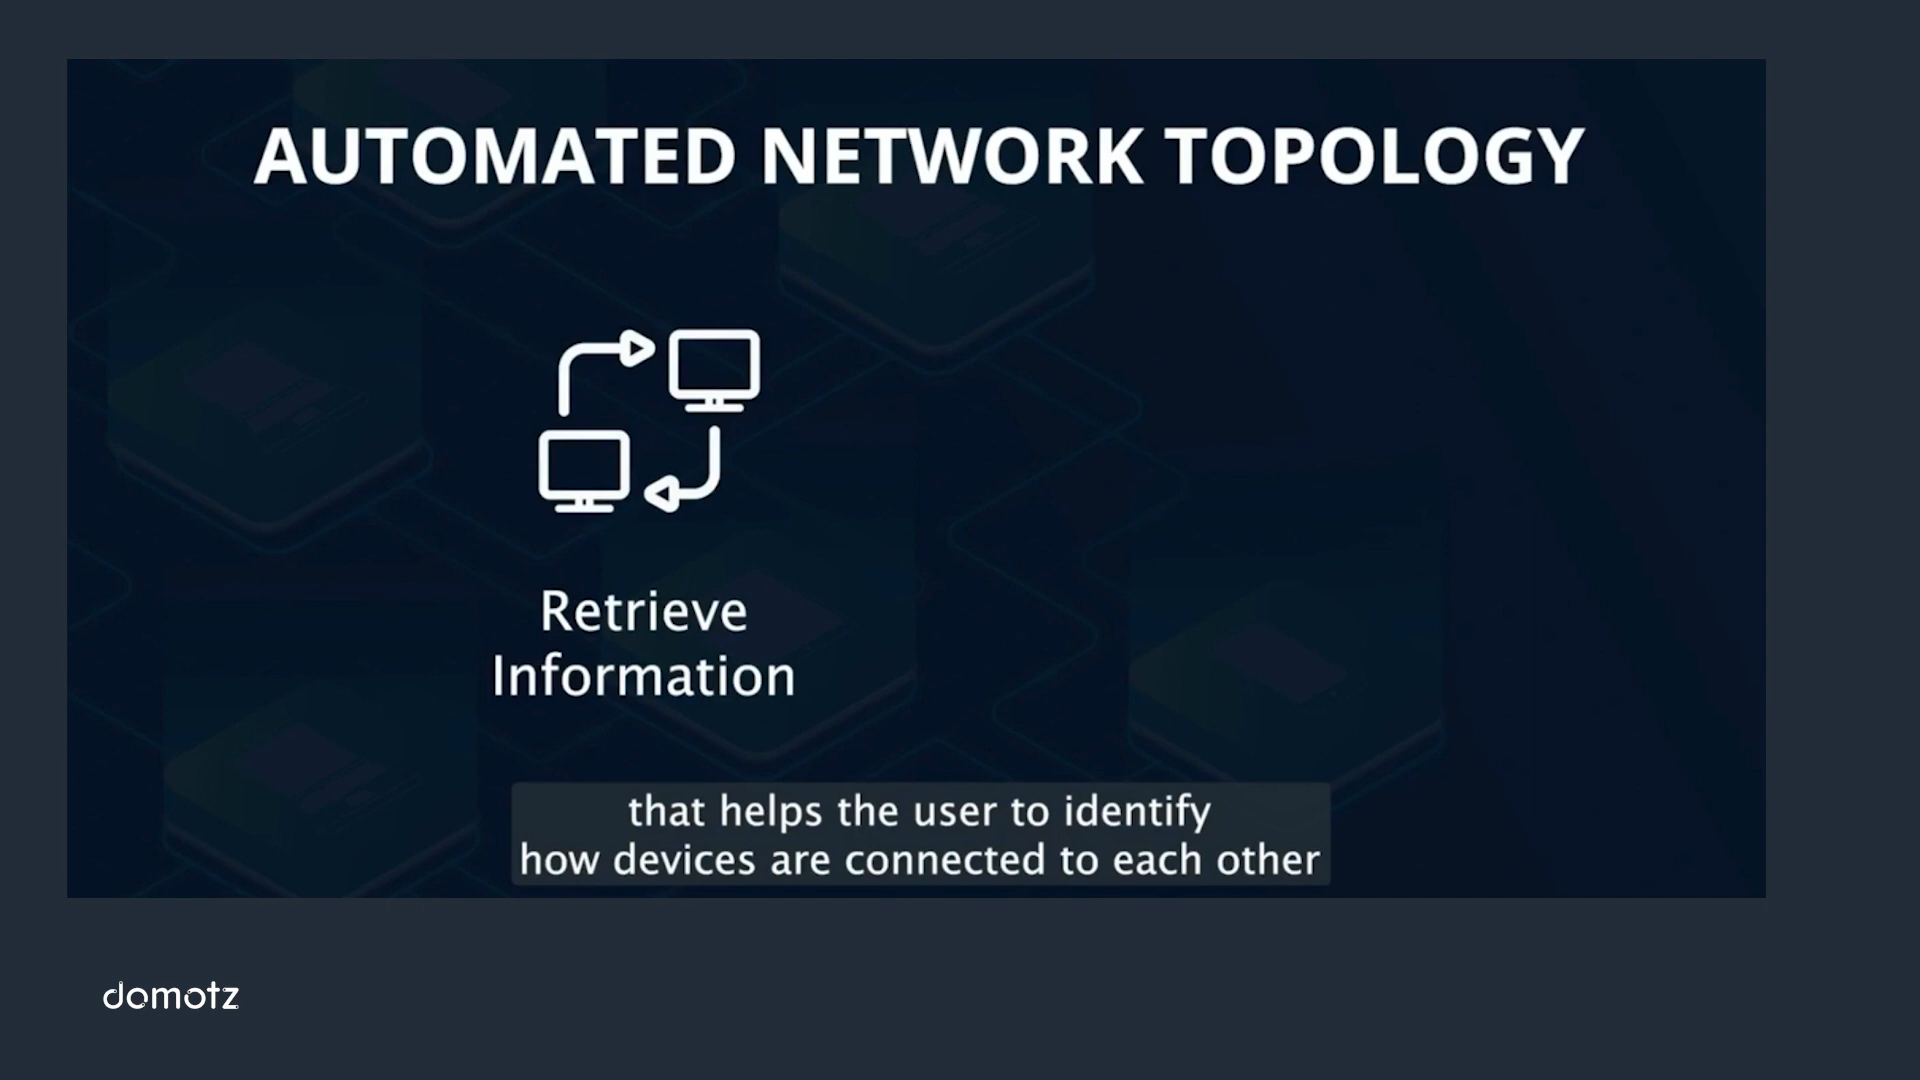 AUTOMATED NETWORK TOPOLOGY
Retrieve
Information
that helps the user to identify
how devices are connected to each other
domotz